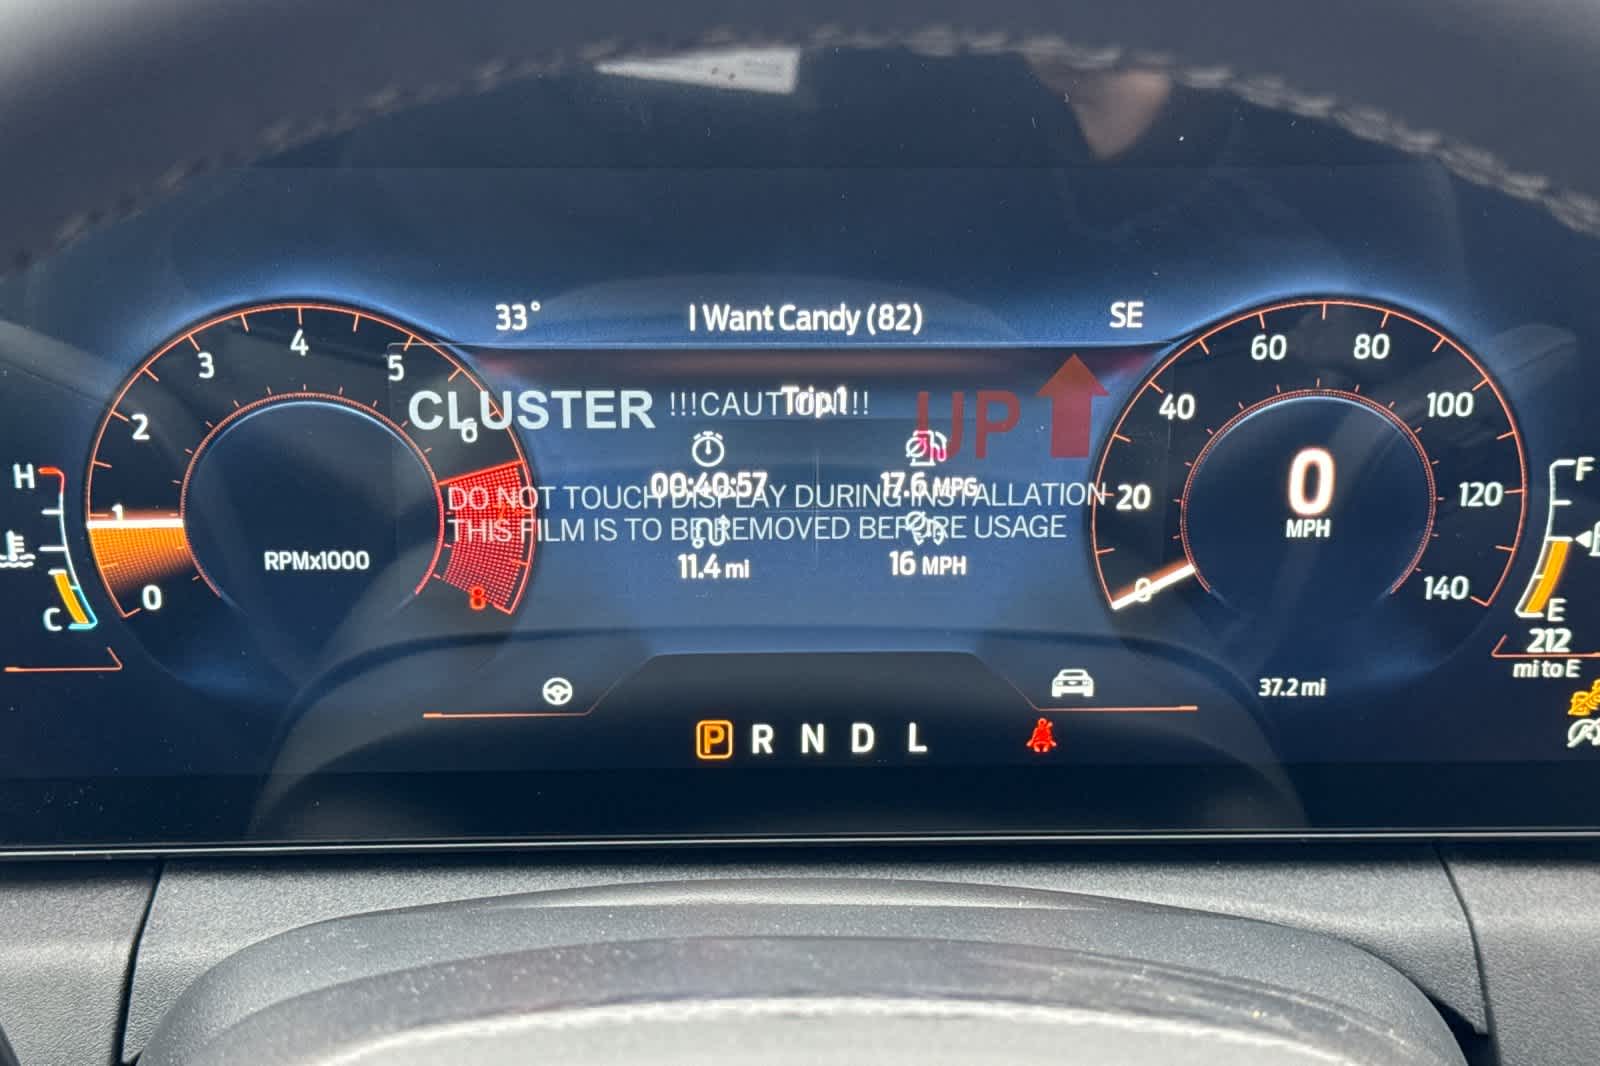 33° I Want Candy (82) SE
CLUSTER !!!CAUTION!!! UP
Trip 1
00:40:57 17.6 MPG
DO NOT TOUCH DISPLAY DURING INSTALLATION
THIS FILM IS TO BE REMOVED BEFORE USAGE
11.4 mi 16 MPH
H
C
0
1
2
3
4
5
6
8
RPMx1000
0
20
40
60
80
100
120
140
0
MPH
F
E
212
mi to E
37.2 mi
P R N D L